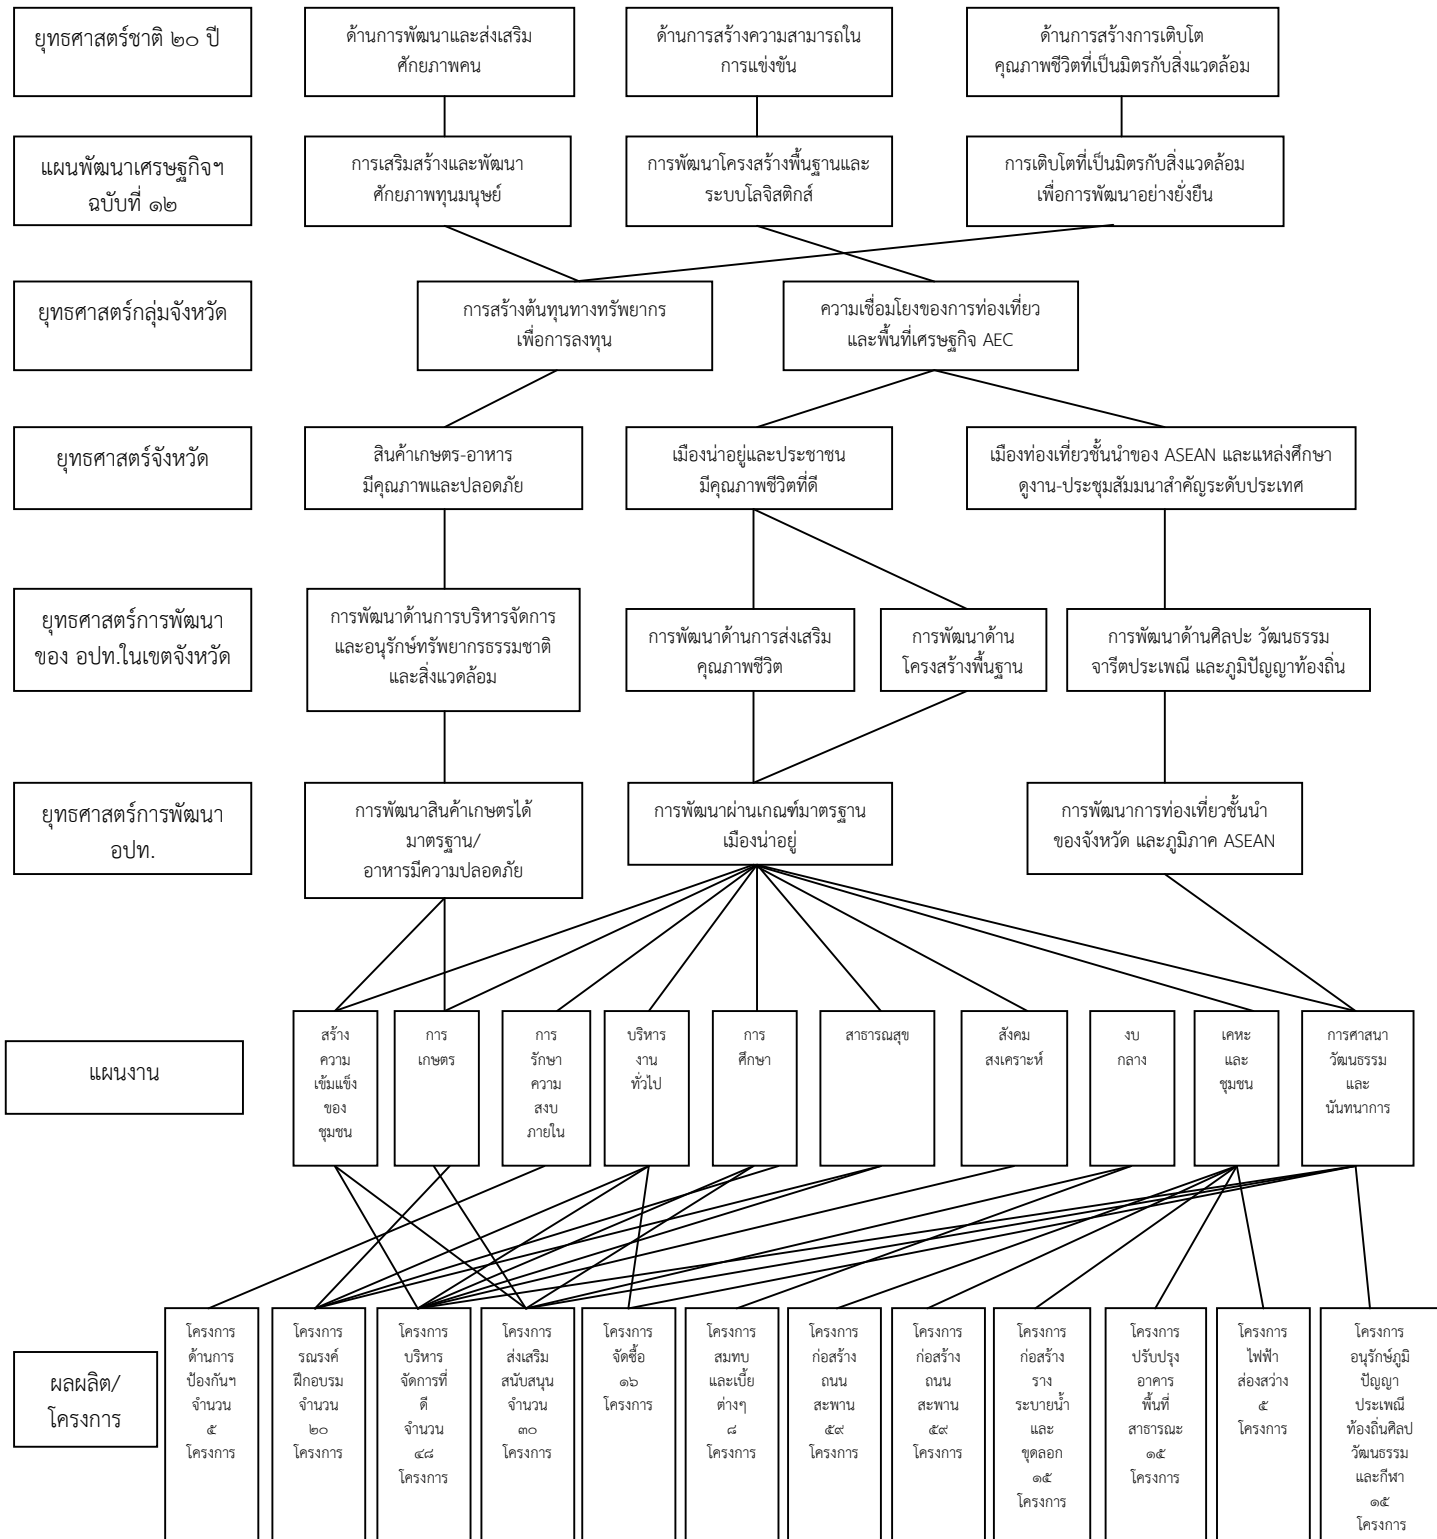 ยุทธศาสตร์ชาติ ๒๐ ปี
ด้านการพัฒนาและส่งเสริม
ศักยภาพคน
ด้านการสร้างความสามารถใน
การแข่งขัน
ด้านการสร้างการเติบโต
คุณภาพชีวิตที่เป็นมิตรกับสิ่งแวดล้อม
แผนพัฒนาเศรษฐกิจฯ
ฉบับที่ ๑๒
การเสริมสร้างและพัฒนา
ศักยภาพทุนมนุษย์
การพัฒนาโครงสร้างพื้นฐานและ
ระบบโลจิสติกส์
การเติบโตที่เป็นมิตรกับสิ่งแวดล้อม
เพื่อการพัฒนาอย่างยั่งยืน
ยุทธศาสตร์กลุ่มจังหวัด
การสร้างต้นทุนทางทรัพยากร
เพื่อการลงทุน
ความเชื่อมโยงของการท่องเที่ยว
และพื้นที่เศรษฐกิจ AEC
ยุทธศาสตร์จังหวัด
สินค้าเกษตร-อาหาร
มีคุณภาพและปลอดภัย
เมืองน่าอยู่และประชาชน
มีคุณภาพชีวิตที่ดี
เมืองท่องเที่ยวชั้นนำของ ASEAN และแหล่งศึกษา
ดูงาน-ประชุมสัมมนาสำคัญระดับประเทศ
ยุทธศาสตร์การพัฒนา
ของ อปท.ในเขตจังหวัด
การพัฒนาด้านการบริหารจัดการ
และอนุรักษ์ทรัพยากรธรรมชาติ
และสิ่งแวดล้อม
การพัฒนาด้านการส่งเสริม
คุณภาพชีวิต
การพัฒนาด้าน
โครงสร้างพื้นฐาน
การพัฒนาด้านศิลปะ วัฒนธรรม
จารีตประเพณี และภูมิปัญญาท้องถิ่น
ยุทธศาสตร์การพัฒนา
อปท.
การพัฒนาสินค้าเกษตรได้
มาตรฐาน/
อาหารมีความปลอดภัย
การพัฒนาผ่านเกณฑ์มาตรฐาน
เมืองน่าอยู่
การพัฒนาการท่องเที่ยวชั้นนำ
ของจังหวัด และภูมิภาค ASEAN
แผนงาน
สร้าง
ความ
เข้มแข็ง
ของ
ชุมชน
การ
เกษตร
การ
รักษา
ความ
สงบ
ภายใน
บริหาร
งาน
ทั่วไป
การ
ศึกษา
สาธารณสุข
สังคม
สงเคราะห์
งบ
กลาง
เคหะ
และ
ชุมชน
การศาสนา
วัฒนธรรม
และ
นันทนาการ
ผลผลิต/
โครงการ
โครงการ
ด้านการ
ป้องกันฯ
จำนวน
๕
โครงการ
โครงการ
รณรงค์
ฝึกอบรม
จำนวน
๒๐
โครงการ
โครงการ
บริหาร
จัดการที่
ดี
จำนวน
๔๘
โครงการ
โครงการ
ส่งเสริม
สนับสนุน
จำนวน
๓๐
โครงการ
โครงการ
จัดซื้อ
๑๖
โครงการ
โครงการ
สมทบ
และเบี้ย
ต่างๆ
๘
โครงการ
โครงการ
ก่อสร้าง
ถนน
สะพาน
๕๙
โครงการ
โครงการ
ก่อสร้าง
ถนน
สะพาน
๕๙
โครงการ
โครงการ
ก่อสร้าง
ราง
ระบายน้ำ
และ
ขุดลอก
๑๕
โครงการ
โครงการ
ปรับปรุง
อาคาร
พื้นที่
สาธารณะ
๑๕
โครงการ
โครงการ
ไฟฟ้า
ส่องสว่าง
๕
โครงการ
โครงการ
อนุรักษ์ภูมิ
ปัญญา
ประเพณี
ท้องถิ่นศิลป
วัฒนธรรม
และกีฬา
๑๕
โครงการ